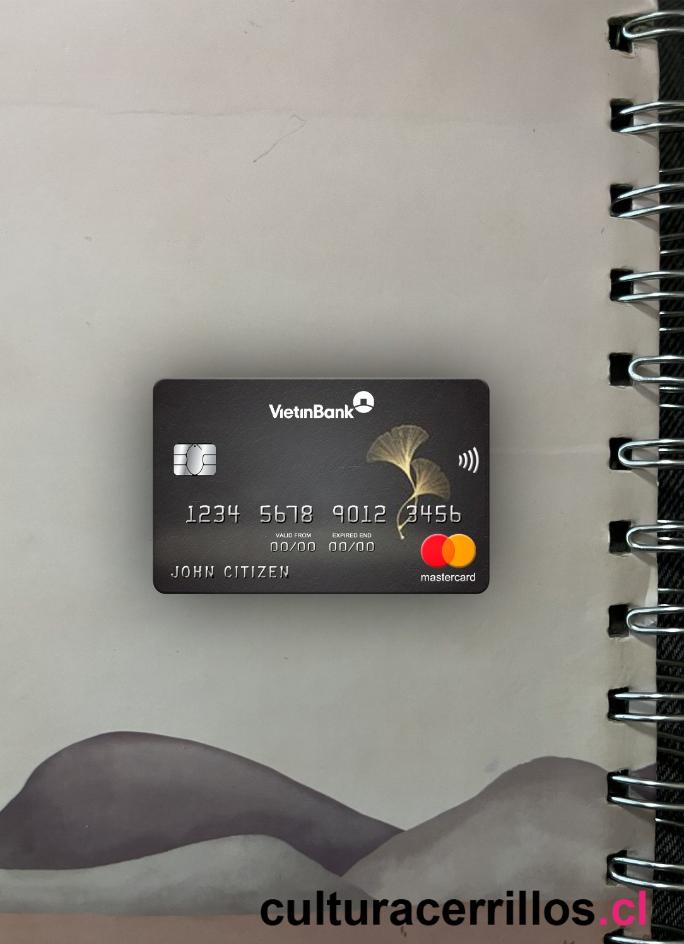 VietinBank
1234 5678 9012 3456
VALID FROM EXPIRED END
00/00 00/00
JOHN CITIZEN
mastercard
culturacerrillos.cl